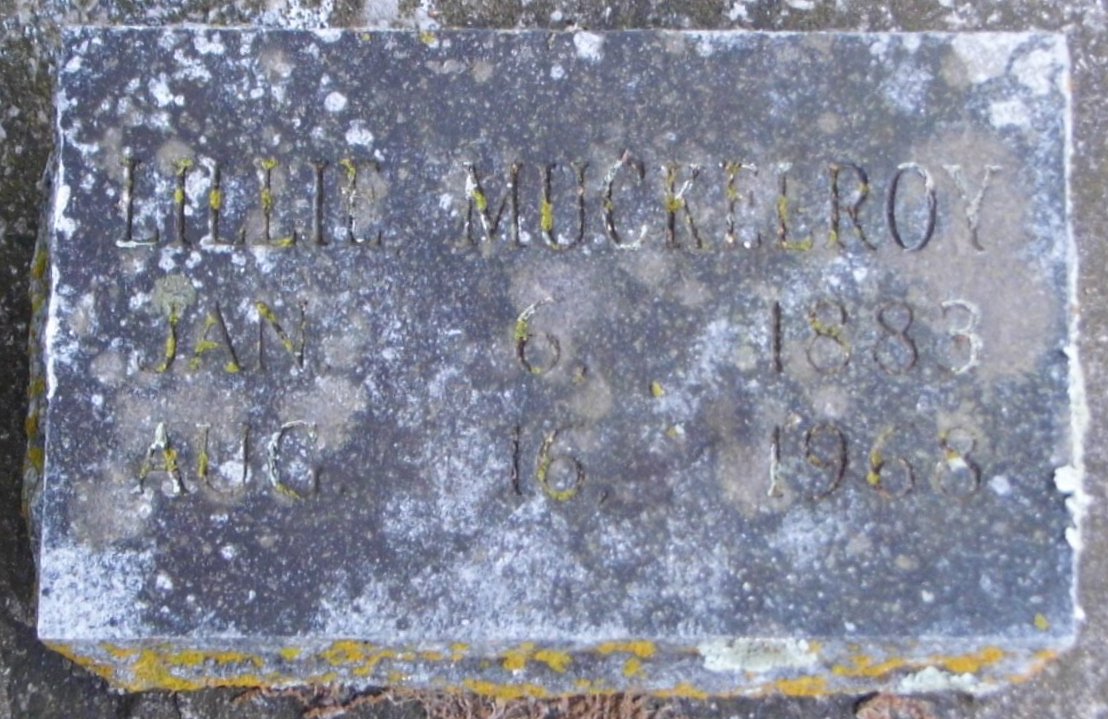 LILLIE MUCKELROY
JAN. 6, 1883
AUG. 16, 1968